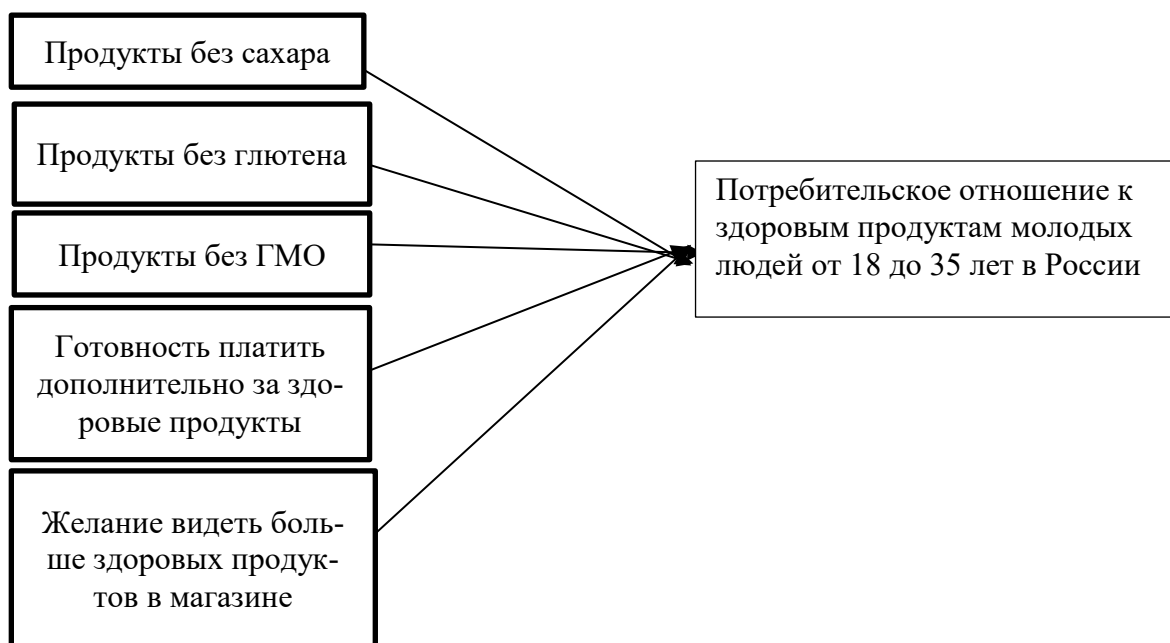 Продукты без сахара
Продукты без глютена
Продукты без ГМО
Готовность платить
дополнительно за здо-
ровые продукты
Желание видеть боль-
ше здоровых продук-
тов в магазине
Потребительское отношение к
здоровым продуктам молодых
людей от 18 до 35 лет в России